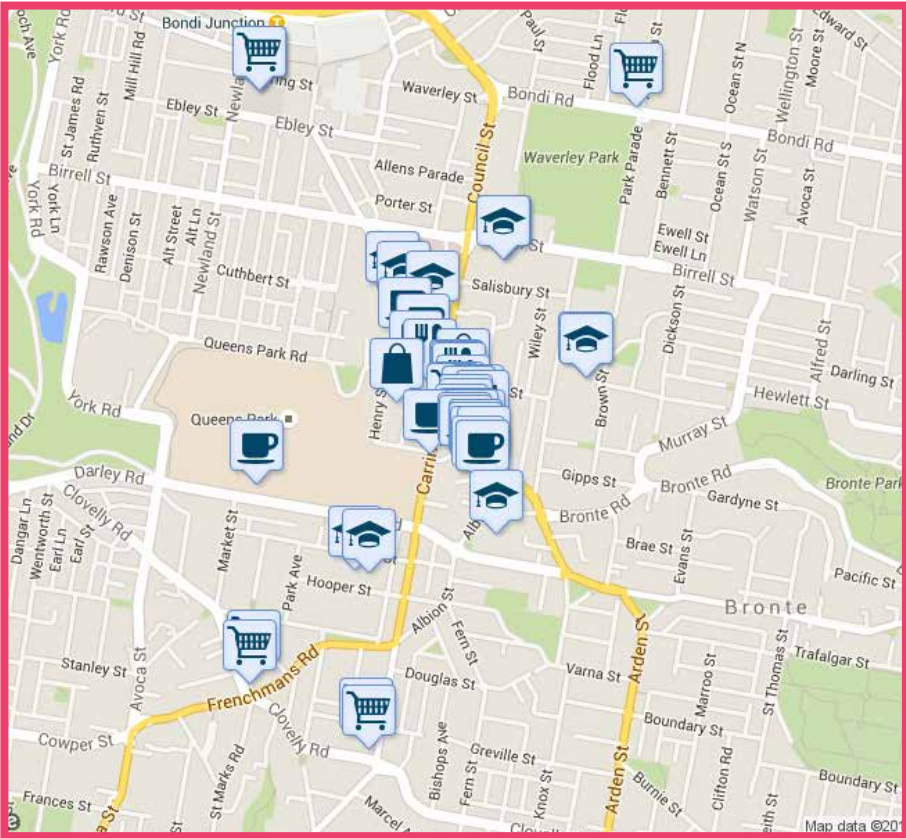 Bondi Junction T
York Rd
Mill Hill Rd
St James Rd
Ruthven St
Ebley St
Ebley St
Waverley St
Paul St
Flood Ln
Bondi Rd
Ocean St N
Wellington St
Moore St
Edward St
Bondi Rd
Council St
Waverley Park
Park Parade
Bennett St
Ocean St S
Watson St
Avoca St
Allens Parade
Porter St
Birrell St
York Rd
York Ln
Rawson Ave
Denison St
Alt Street
Alt Ln
Newland St
Cuthbert St
Ewell St
Ewell Ln
Birrell St
Salisbury St
Wiley St
Dickson St
Alfred St
Darling St
Queens Park Rd
Hewlett St
Brown St
York Rd
Queens Park
Henry S
Murray St
Carri
Darley Rd
Clovelly Rd
Gipps St
Bronte Rd
Gardyne St
Bronte Park
Bronte Rd
Dangar Ln
Wentworth St
Earl Ln
Earl St
Market St
Park Ave
Hooper St
Brae St
Evans St
Pacific St
Bronte
Albion St
Fern St
Arden St
Varna St
Marroo St
St Thomas St
Trafalgar St
Stanley St
Avoca St
Frenchmans Rd
Douglas St
Boundary St
Clovelly Rd
Cowper St
St Marks Rd
Bishops Ave
Fern St
Greville St
Knox St
Arden St
Burnie St
Clifton Rd
Boundary St
Frances St
Marcel A
Clove
Map data ©201